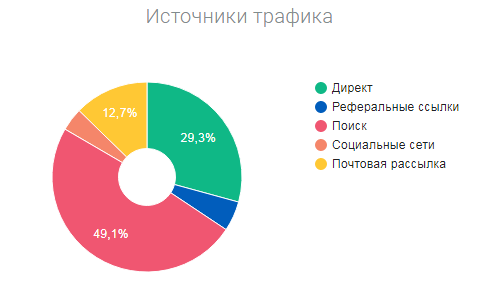 Источники трафика
Директ
Реферальные ссылки
Поиск
Социальные сети
Почтовая рассылка
12,7%
29,3%
49,1%